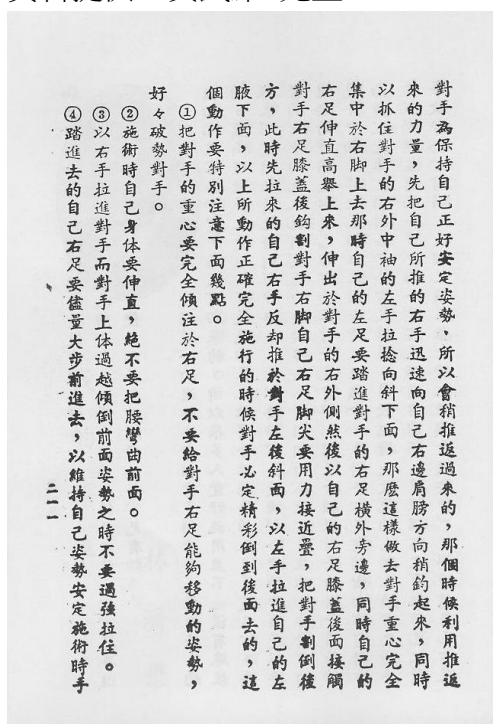 對手為保持自己正好安定姿勢，所以會稍推返過來的，那個時候利用推返
來的力量，先把自己所推的右手迅速向自己右邊肩膀方向稍釣起來，同時
以抓住對手的右外中袖的左手拉捻向斜下面，那麽這樣做去對手重心完全
集中於右脚上去那時自己的左足要踏進對手的右足橫外旁邊，同時自己的
右足伸直高舉上來，伸出於對手的右外側然後以自己的右足膝蓋後面接觸
對手右足膝蓋後鈎割對手右脚自己右足脚尖要用力接近疊，把對手割倒後
方，此時先拉來的自己右手反却推於對手左後斜面，以左手拉進自己的左
腋下面，以上所動作正確完全施行的時候對手必定精彩倒到後面去的，這
個動作要特別注意下面幾點。
①把對手的重心要完全傾注於右足，不要給對手右足能夠移動的姿勢，
好々破勢對手。
②施術時自己身体要伸直，絶不要把腰彎曲前面。
③以右手拉進對手而對手上体過越傾倒前面姿勢之時不要過強拉住。
④踏進去的自己右足要儘量大步前進去，以維持自己姿勢安定施術時手
二一一